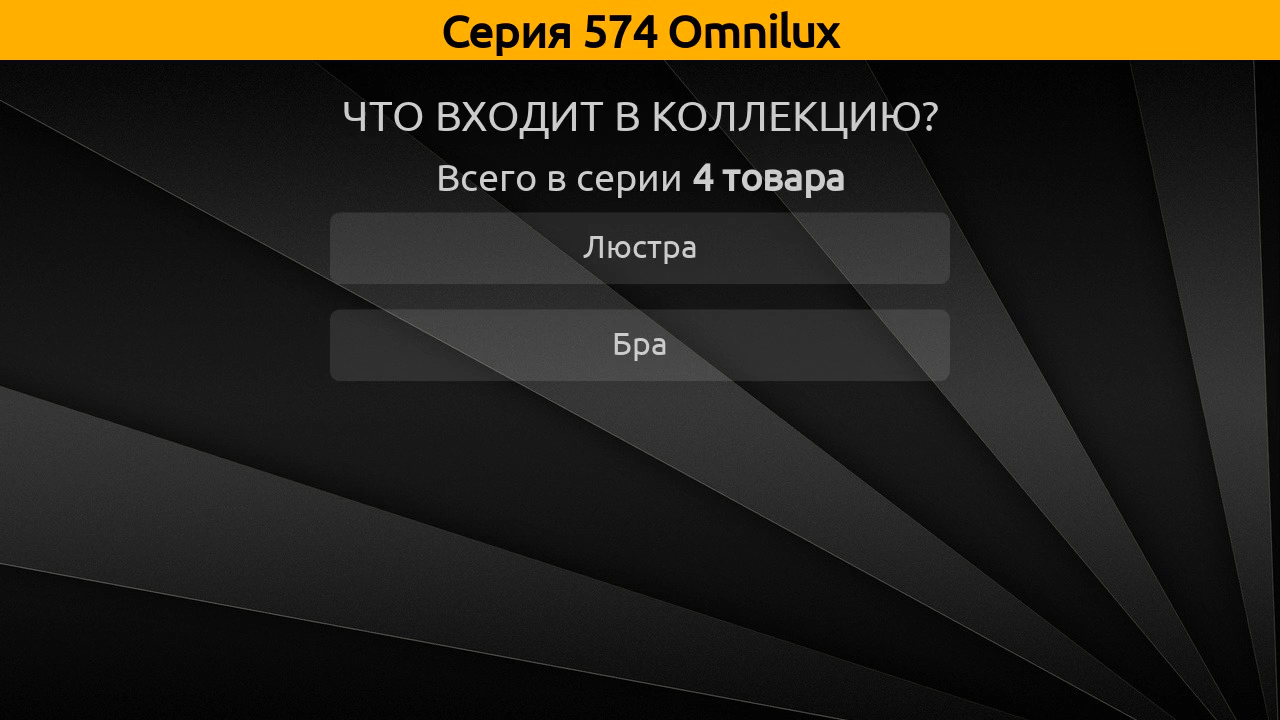 Серия 574 Omnilux
ЧТО ВХОДИТ В КОЛЛЕКЦИЮ?
Всего в серии 4 товара
Люстра
Бра